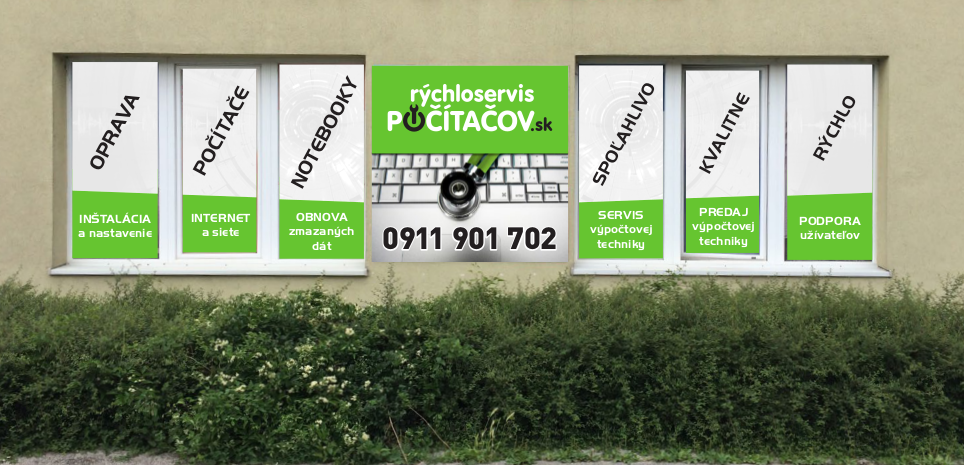 OPRAVA
INŠTALÁCIA
a nastavenie
POČÍTAČE
INTERNET
a siete
NOTEBOOKY
OBNOVA
zmazaných
dát
rýchloservis
POČÍTAČOV.sk
0911 901 702
SPOĽAHLIVO
SERVIS
výpočtovej
techniky
KVALITNE
PREDAJ
výpočtovej
techniky
RÝCHLO
PODPORA
užívateľov